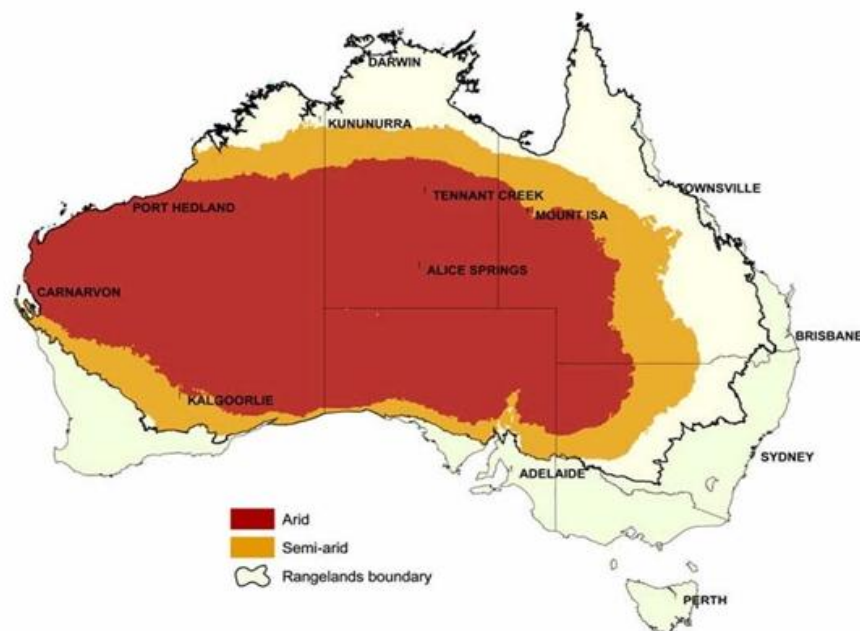 DARWIN
KUNUNURRA
TENNANT CREEK
TOWNSVILLE
PORT HEDLAND
MOUNT ISA
ALICE SPRINGS
CARNARVON
BRISBANE
KALGOORLIE
SYDNEY
ADELAIDE
Arid
Semi-arid
Rangelands boundary
PERTH